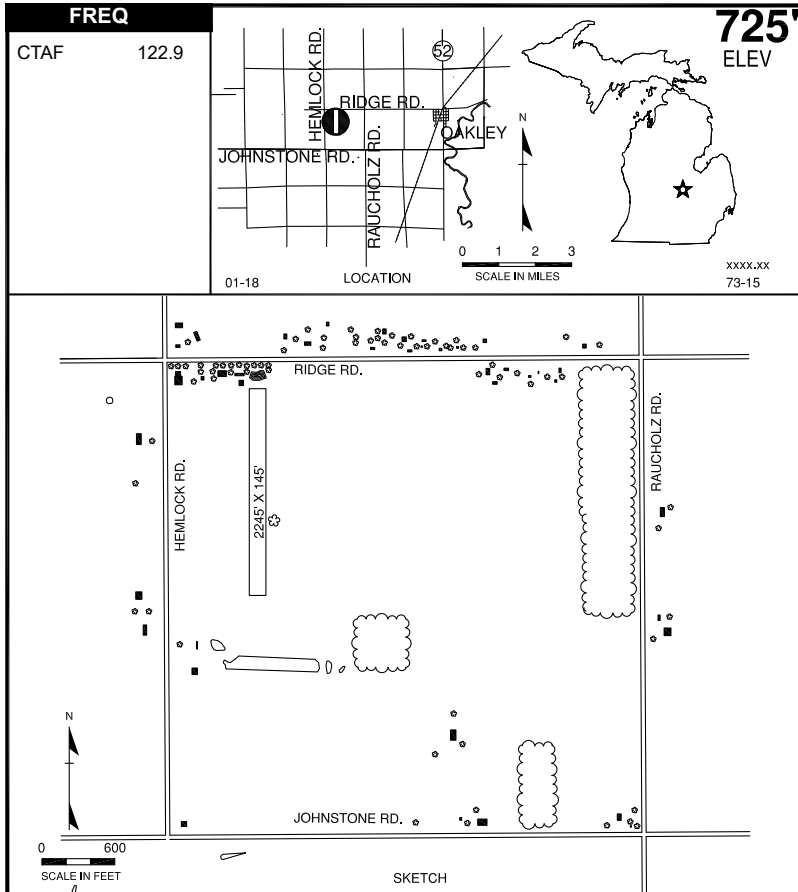 FREQ
CTAF 122.9
725'
ELEV
HEMLOCK RD.
52
RIDGE RD.
OAKLEY
JOHNSTONE RD.
RAUCHOLZ RD.
N
0 1 2 3
SCALE IN MILES
01-18
LOCATION
xxxx.xx
73-15
RIDGE RD.
HEMLOCK RD.
2245' X 145'
RAUCHOLZ RD.
N
JOHNSTONE RD.
0 600
SCALE IN FEET
SKETCH